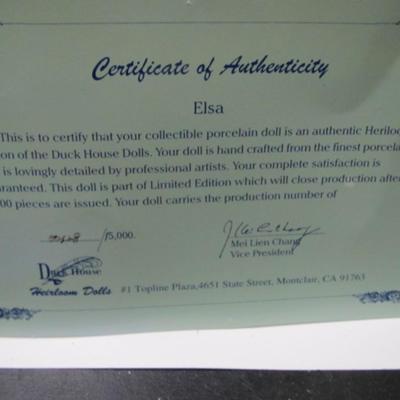 Certificate of Authenticity
Elsa
This is to certify that your collectible porcelain doll is an authentic Heriloo
on of the Duck House Dolls. Your doll is hand crafted from the finest porcela
is lovingly detailed by professional artists. Your complete satisfaction is
aranteed. This doll is part of Limited Edition which will close production after
00 pieces are issued. Your doll carries the production number of
/5,000.
Mei Lien Chang
Vice President
Duck House
Heirloom Dolls
#1 Topline Plaza,4651 State Street, Montclair, CA 91763